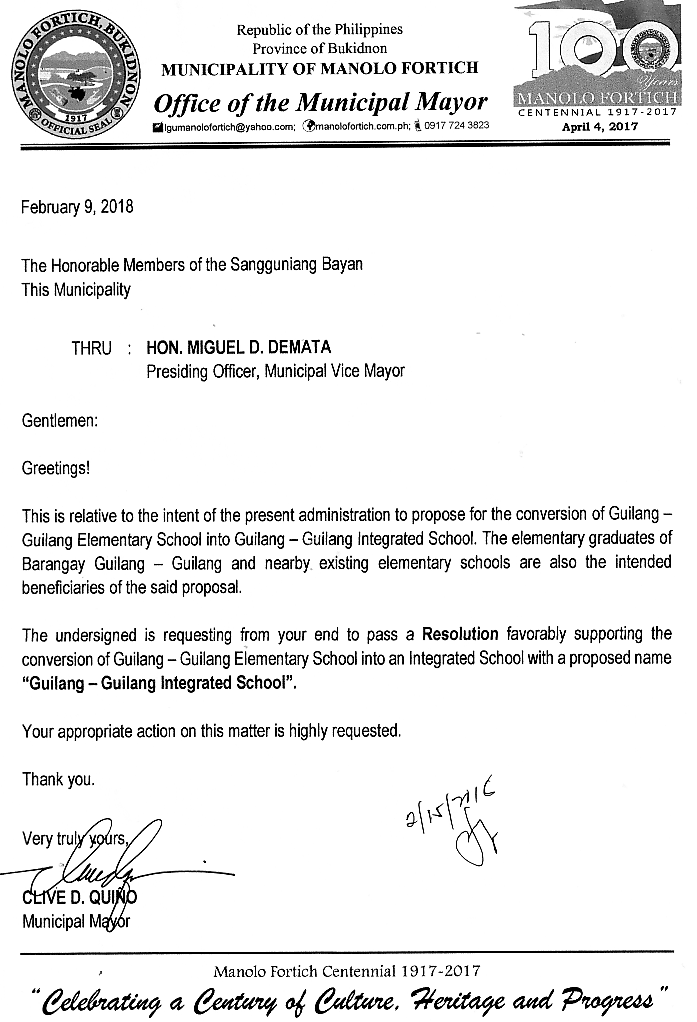 MANOLO FORTICH, BUKIDNON
1917
OFFICIAL SEAL
Republic of the Philippines
Province of Bukidnon
MUNICIPALITY OF MANOLO FORTICH
Office of the Municipal Mayor
lgumanolofortich@yahoo.com; manolofortich.com.ph; 0917 724 3823
100
Years
MANOLO FORTICH
CENTENNIAL 1917-2017
April 4, 2017
February 9, 2018
The Honorable Members of the Sangguniang Bayan
This Municipality
THRU : HON. MIGUEL D. DEMATA
Presiding Officer, Municipal Vice Mayor
Gentlemen:
Greetings!
This is relative to the intent of the present administration to propose for the conversion of Guilang –
Guilang Elementary School into Guilang – Guilang Integrated School. The elementary graduates of
Barangay Guilang – Guilang and nearby existing elementary schools are also the intended
beneficiaries of the said proposal.
The undersigned is requesting from your end to pass a Resolution favorably supporting the
conversion of Guilang – Guilang Elementary School into an Integrated School with a proposed name
“Guilang – Guilang Integrated School”.
Your appropriate action on this matter is highly requested.
Thank you.
2/15/
Very truly yours,
CLIVE D. QUIÑO
Municipal Mayor
Manolo Fortich Centennial 1917-2017
“Celebrating a Century of Culture, Heritage and Progress”